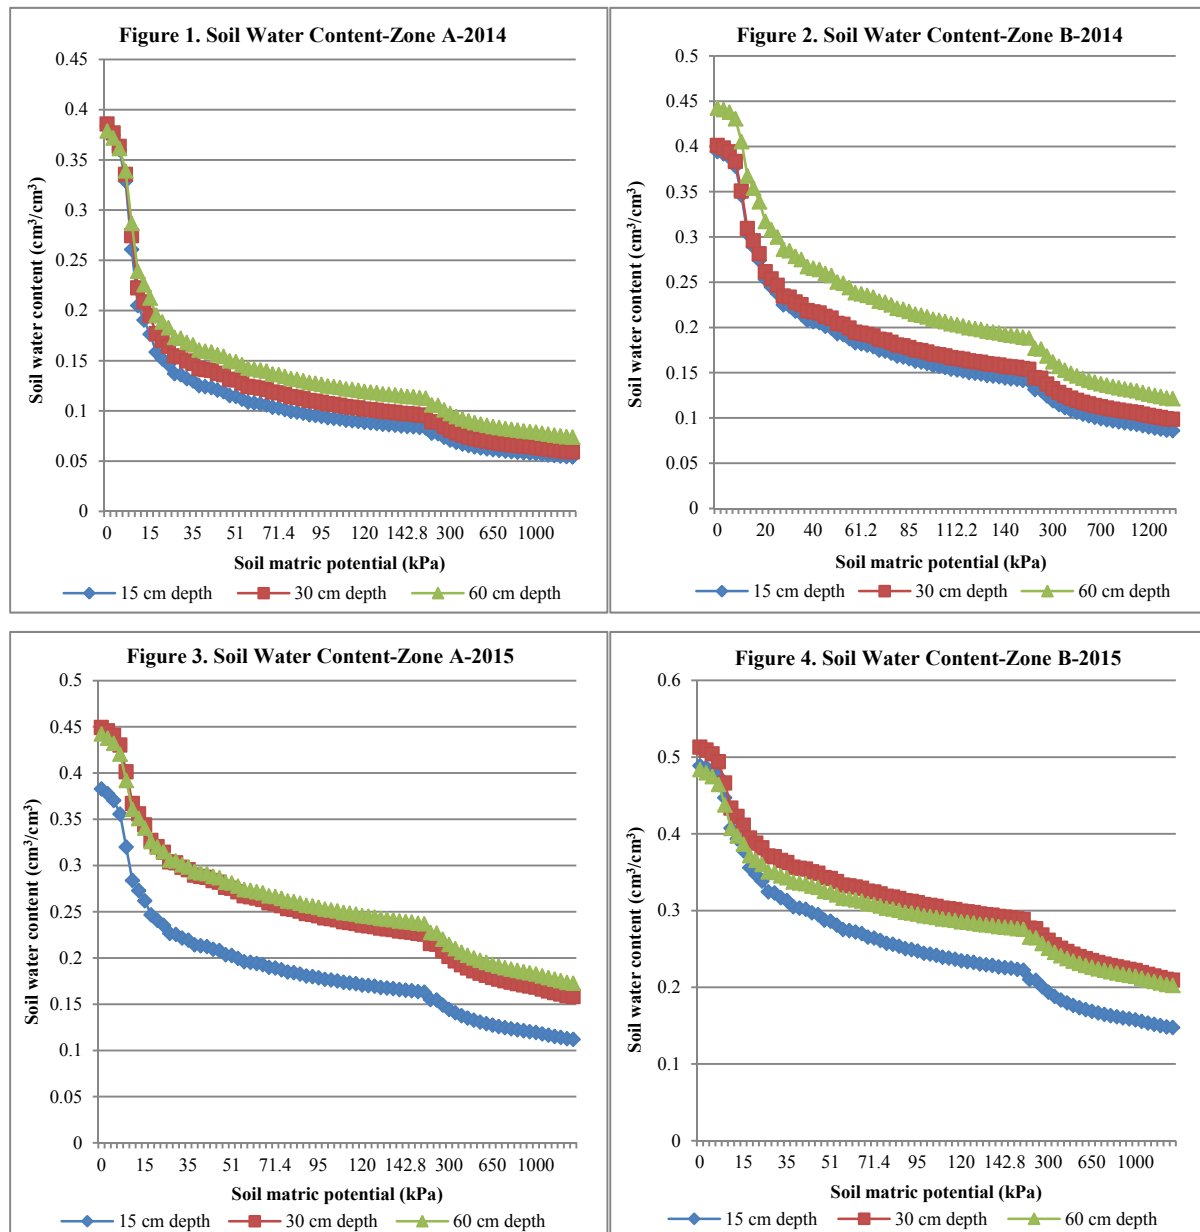 Figure 1. Soil Water Content-Zone A-2014
0.45
0.4
0.35
0.3
0.25
0.2
0.15
0.1
0.05
0
Soil water content (cm³/cm³)
0 15 35 51 71.4 95 120 142.8 300 650 1000
Soil matric potential (kPa)
15 cm depth 30 cm depth 60 cm depth
Figure 2. Soil Water Content-Zone B-2014
0.5
0.45
0.4
0.35
0.3
0.25
0.2
0.15
0.1
0.05
0
Soil water content (cm³/cm³)
0 20 40 61.2 85 112.2 140 300 700 1200
Soil matric potential (kPa)
15 cm depth 30 cm depth 60 cm depth
Figure 3. Soil Water Content-Zone A-2015
0.5
0.45
0.4
0.35
0.3
0.25
0.2
0.15
0.1
0.05
0
Soil water content (cm³/cm³)
0 15 35 51 71.4 95 120 142.8 300 650 1000
Soil matric potential (kPa)
15 cm depth 30 cm depth 60 cm depth
Figure 4. Soil Water Content-Zone B-2015
0.6
0.5
0.4
0.3
0.2
0.1
0
Soil water content (cm³/cm³)
0 15 35 51 71.4 95 120 142.8 300 650 1000
Soil matric potential (kPa)
15 cm depth 30 cm depth 60 cm depth